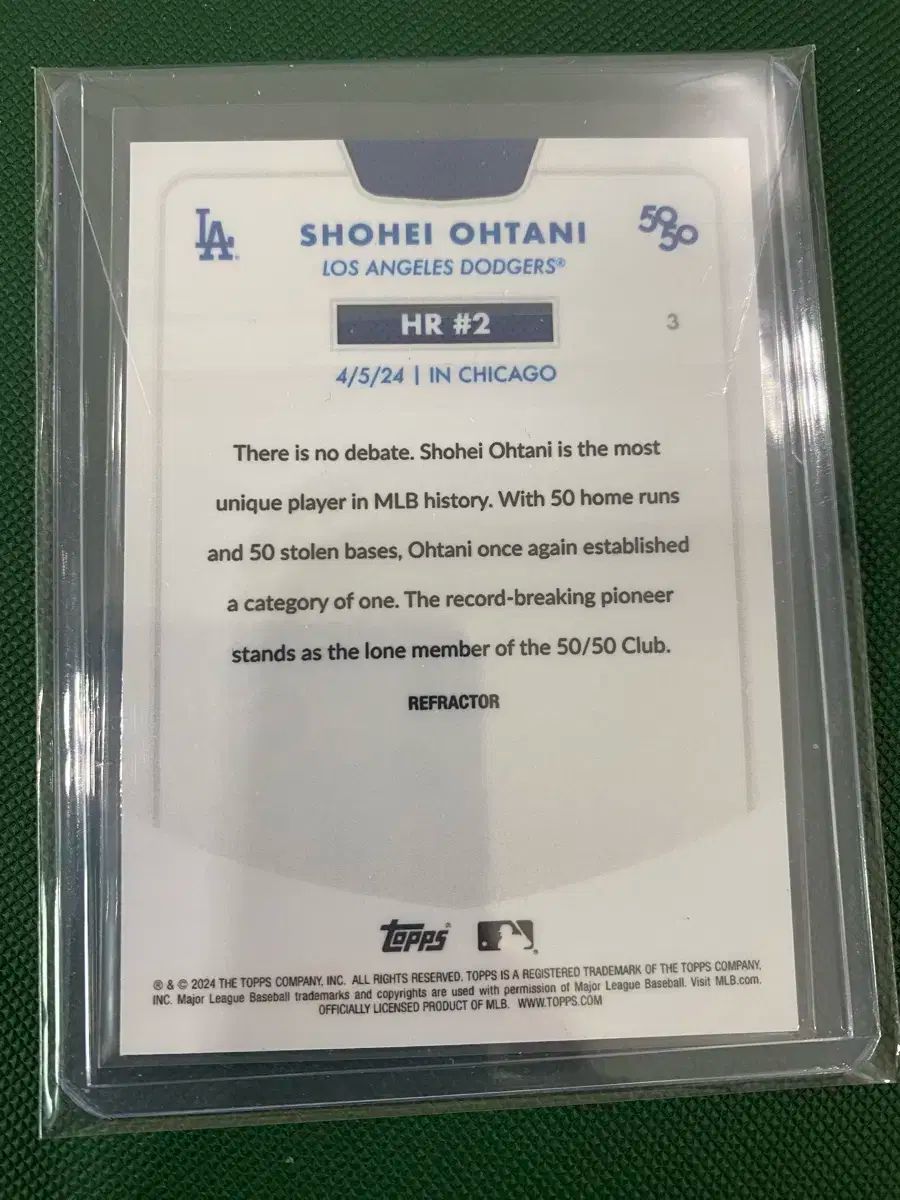 LA
SHOHEI OHTANI
50/50
LOS ANGELES DODGERS®
HR #2
3
4/5/24 | IN CHICAGO
There is no debate. Shohei Ohtani is the most
unique player in MLB history. With 50 home runs
and 50 stolen bases, Ohtani once again established
a category of one. The record-breaking pioneer
stands as the lone member of the 50/50 Club.
REFRACTOR
topps®
® & © 2024 THE TOPPS COMPANY, INC. ALL RIGHTS RESERVED. TOPPS IS A REGISTERED TRADEMARK OF THE TOPPS COMPANY,
INC. Major League Baseball trademarks and copyrights are used with permission of Major League Baseball. Visit MLB.com.
OFFICIALLY LICENSED PRODUCT OF MLB. WWW.TOPPS.COM